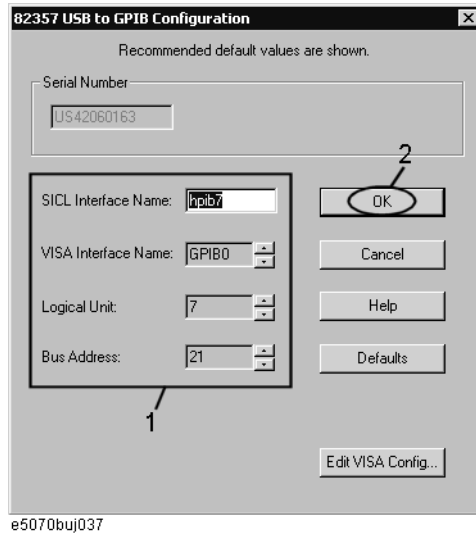 82357 USB to GPIB Configuration
Recommended default values are shown.
Serial Number
US42060163
2
SICL Interface Name: hpib7 OK
VISA Interface Name: GPIB0 Cancel
Logical Unit: 7 Help
Bus Address: 21 Defaults
1
Edit VISA Config...
e5070buj037